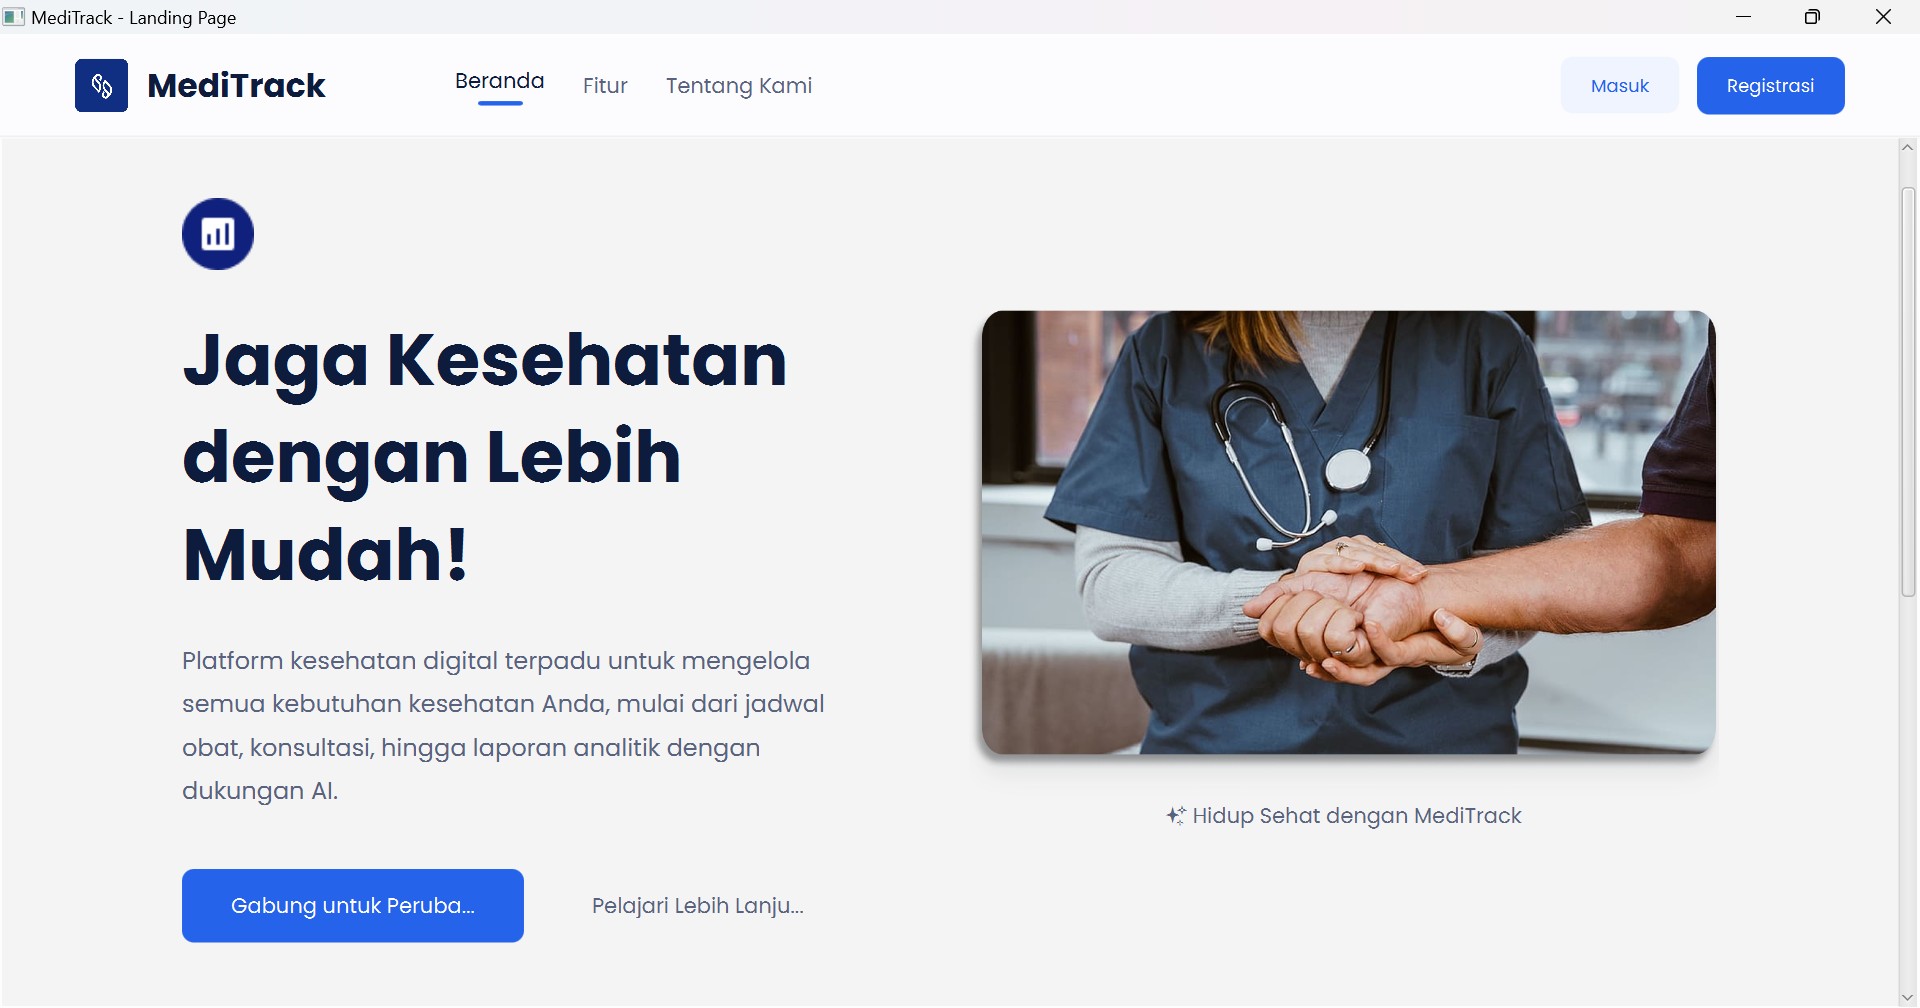 MediTrack - Landing Page
MediTrack
Beranda
Fitur
Tentang Kami
Masuk
Registrasi
Jaga Kesehatan
dengan Lebih
Mudah!
Platform kesehatan digital terpadu untuk mengelola
semua kebutuhan kesehatan Anda, mulai dari jadwal
obat, konsultasi, hingga laporan analitik dengan
dukungan AI.
Gabung untuk Peruba...
Pelajari Lebih Lanju...
Hidup Sehat dengan MediTrack